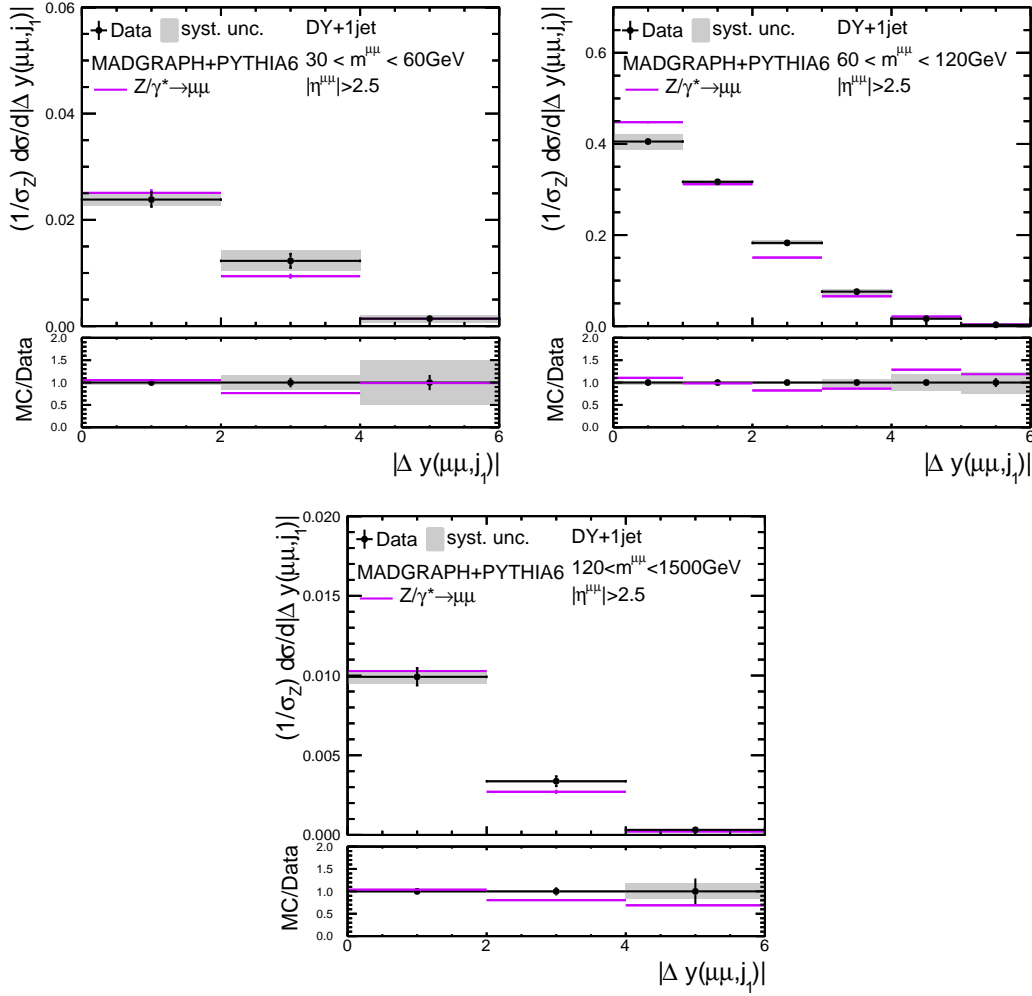 0.06
0.04
0.02
0.00
(1/σ_Z) dσ/d|Δ y(μμ,j_1)|
Data syst. unc. DY+1jet
MADGRAPH+PYTHIA6 30 < m^μμ < 60GeV
Z/γ*→μμ |η^μμ|>2.5
2.0
1.5
1.0
0.5
0.0
MC/Data
0 2 4 6
|Δ y(μμ,j_1)|
0.6
0.4
0.2
0.0
(1/σ_Z) dσ/d|Δ y(μμ,j_1)|
Data syst. unc. DY+1jet
MADGRAPH+PYTHIA6 60 < m^μμ < 120GeV
Z/γ*→μμ |η^μμ|>2.5
2.0
1.5
1.0
0.5
0.0
MC/Data
0 1 2 3 4 5 6
|Δ y(μμ,j_1)|
0.020
0.015
0.010
0.005
0.000
(1/σ_Z) dσ/d|Δ y(μμ,j_1)|
Data syst. unc. DY+1jet
MADGRAPH+PYTHIA6 120<m^μμ<1500GeV
Z/γ*→μμ |η^μμ|>2.5
2.0
1.5
1.0
0.5
0.0
MC/Data
0 2 4 6
|Δ y(μμ,j_1)|